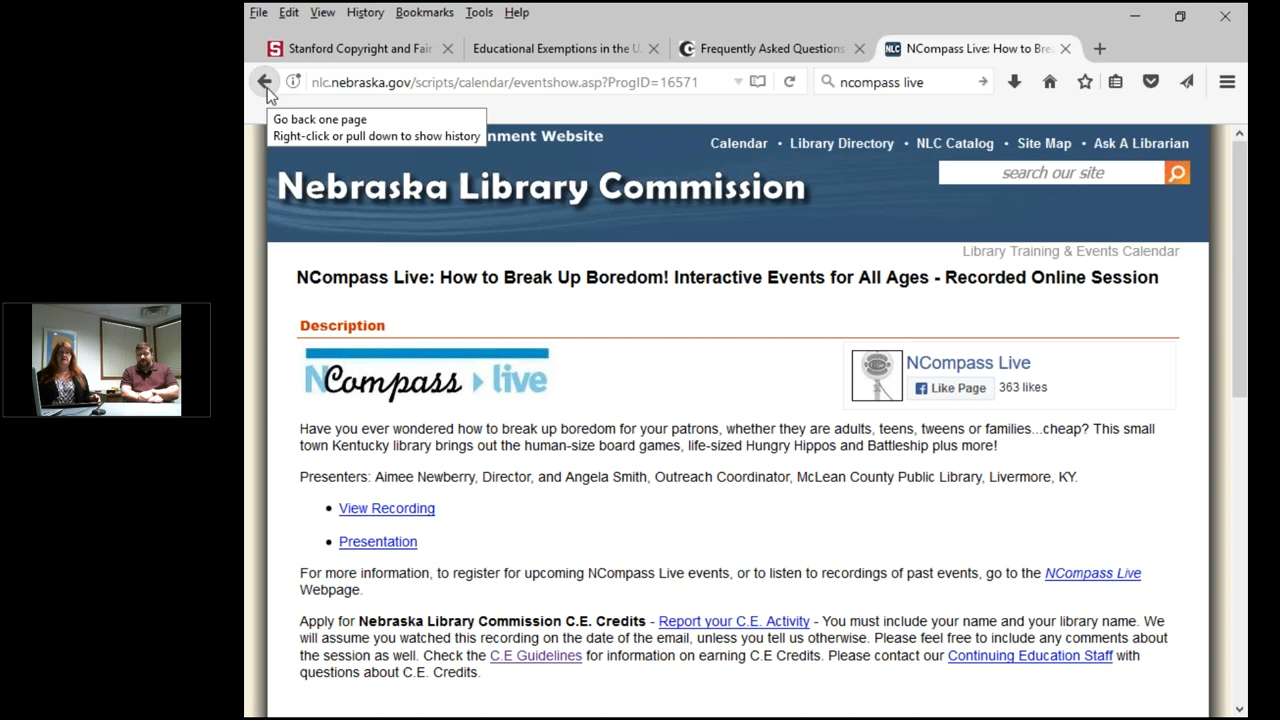 File Edit View History Bookmarks Tools Help
Stanford Copyright and Fair
Educational Exemptions in the U.
Frequently Asked Questions
NLC NCompass Live: How to Bre
nlc.nebraska.gov/scripts/calendar/eventshow.asp?ProgID=16571
ncompass live
Go back one page
Right-click or pull down to show history
nment Website
Calendar • Library Directory • NLC Catalog • Site Map • Ask A Librarian
Nebraska Library Commission
search our site
Library Training & Events Calendar
NCompass Live: How to Break Up Boredom! Interactive Events for All Ages - Recorded Online Session
Description
NCompass live
NCompass Live
Like Page 363 likes
Have you ever wondered how to break up boredom for your patrons, whether they are adults, teens, tweens or families...cheap? This small
town Kentucky library brings out the human-size board games, life-sized Hungry Hippos and Battleship plus more!
Presenters: Aimee Newberry, Director, and Angela Smith, Outreach Coordinator, McLean County Public Library, Livermore, KY.
• View Recording
• Presentation
For more information, to register for upcoming NCompass Live events, or to listen to recordings of past events, go to the NCompass Live
Webpage.
Apply for Nebraska Library Commission C.E. Credits - Report your C.E. Activity - You must include your name and your library name. We
will assume you watched this recording on the date of the email, unless you tell us otherwise. Please feel free to include any comments about
the session as well. Check the C.E Guidelines for information on earning C.E Credits. Please contact our Continuing Education Staff with
questions about C.E. Credits.